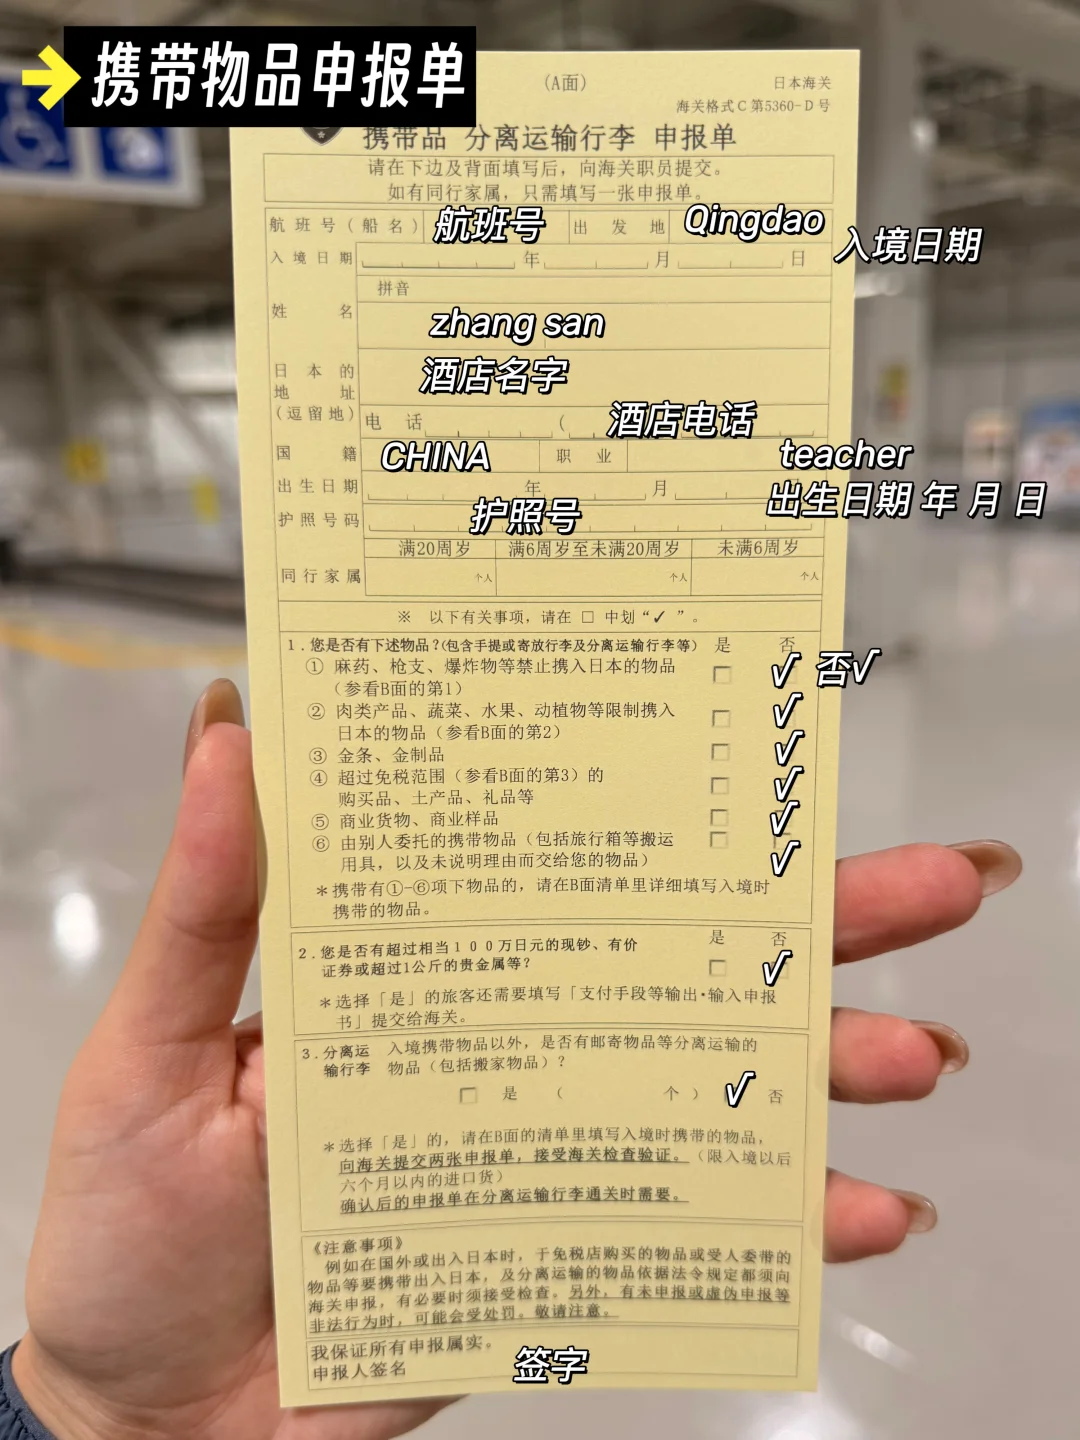 携带物品申报单
(A面)
日本海关
海关格式C第5360-D号
携带品 分离运输行李 申报单
请在下边及背面填写后，向海关职员提交。
如有同行家属，只需填写一张申报单。
航班号(船名) 航班号 出发地 Qingdao
入境日期 年 月 日 入境日期
拼音
姓名 zhang san
日本的 酒店名字
地址
(逗留地) 电话 ( 酒店电话
国籍 CHINA 职业 teacher
出生日期 年 月 出生日期 年 月 日
护照号码 护照号
满20周岁 满6周岁至未满20周岁 未满6周岁
同行家属 个人 个人 个人
※ 以下有关事项，请在 □ 中划“✓”。
1.您是否有下述物品？(包含手提或寄放行李及分离运输行李等) 是 否
① 麻药、枪支、爆炸物等禁止携入日本的物品 √ 否√
(参看B面的第1)
② 肉类产品、蔬菜、水果、动植物等限制携入 √
日本的物品(参看B面的第2)
③ 金条、金制品 √
④ 超过免税范围(参看B面的第3)的 √
购买品、土产品、礼品等
⑤ 商业货物、商业样品 √
⑥ 由别人委托的携带物品(包括旅行箱等搬运 √
用具，以及未说明理由而交给您的物品)
*携带有①-⑥项下物品的，请在B面清单里详细填写入境时
携带的物品。
是 否
2.您是否有超过相当１００万日元的现钞、有价 √
证券或超过1公斤的贵金属等？
*选择「是」的旅客还需要填写「支付手段等输出·输入申报
书」提交给海关。
3.分离运 入境携带物品以外，是否有邮寄物品等分离运输的
输行李 物品(包括搬家物品)？
□ 是 ( 个) √ 否
*选择「是」的，请在B面的清单里填写入境时携带的物品，
向海关提交两张申报单，接受海关检查验证。(限入境以后
六个月以内的进口货)
确认后的申报单在分离运输行李通关时需要。
《注意事项》
例如在国外或出入日本时，于免税店购买的物品或受人委带的
物品等要携带出入日本，及分离运输的物品依据法令规定都须向
海关申报，有必要时须接受检查。另外，有未申报或虚伪申报等
非法行为时，可能会受处罚。敬请注意。
我保证所有申报属实。
申报人签名 签字